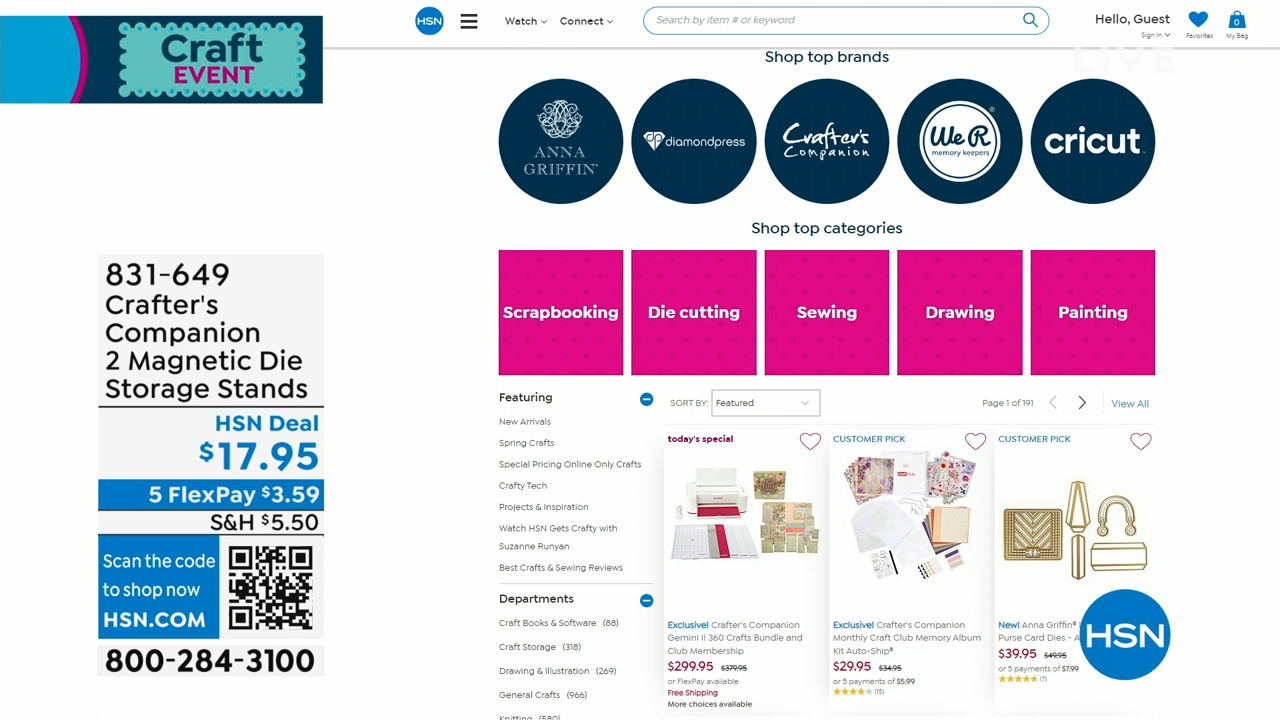 Craft
EVENT
HSN
Watch
Connect
Search by item # or keyword
Hello, Guest
Sign in
Favorites
0
My Bag
LIVE
Shop top brands
ANNA
GRIFFIN
diamondpress
Crafter's
Companion
We R
memory keepers
cricut
Shop top categories
Scrapbooking
Die cutting
Sewing
Drawing
Painting
831-649
Crafter's
Companion
2 Magnetic Die
Storage Stands
HSN Deal
$17.95
5 FlexPay $3.59
S&H $5.50
Scan the code
to shop now
HSN.COM
800-284-3100
Featuring
New Arrivals
Spring Crafts
Special Pricing Online Only Crafts
Crafty Tech
Projects & Inspiration
Watch HSN Gets Crafty with
Suzanne Runyan
Best Crafts & Sewing Reviews
Departments
Craft Books & Software (88)
Craft Storage (318)
Drawing & Illustration (269)
General Crafts (966)
Knitting (580)
SORT BY: Featured
Page 1 of 191
View All
today's special
Exclusive! Crafter's Companion
Gemini II 360 Crafts Bundle and
Club Membership
$299.95 $379.95
or FlexPay available
Free Shipping
More choices available
CUSTOMER PICK
Exclusive! Crafter's Companion
Monthly Craft Club Memory Album
Kit Auto-Ship®
$29.95 $34.95
or 5 payments of $5.99
(15)
CUSTOMER PICK
New! Anna Griffin®
Purse Card Dies - A
$39.95 $49.95
or 5 payments of $7.99
(7)
HSN